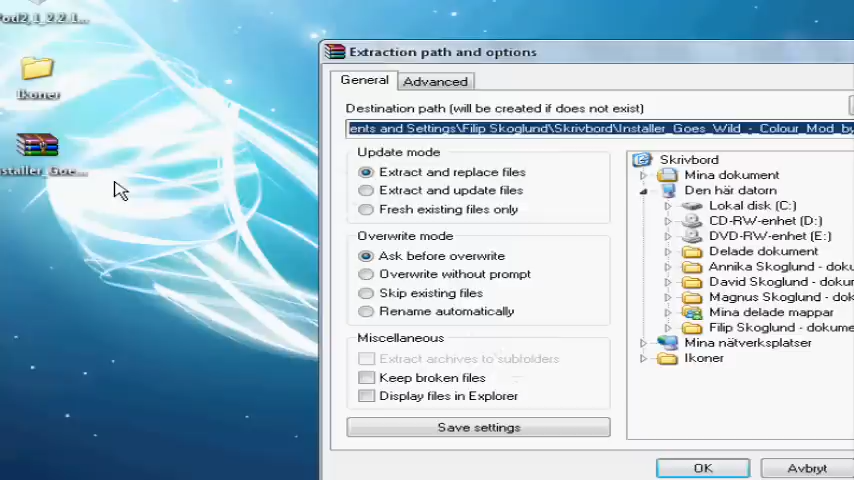 Pod2,1_2.2.1...
Ikoner
nstaller_Goe...
Extraction path and options
General
Advanced
Destination path (will be created if does not exist)
ents and Settings\Filip Skoglund\Skrivbord\Installer_Goes_Wild_-_Colour_Mod_by
Update mode
Extract and replace files
Extract and update files
Fresh existing files only
Overwrite mode
Ask before overwrite
Overwrite without prompt
Skip existing files
Rename automatically
Miscellaneous
Extract archives to subfolders
Keep broken files
Display files in Explorer
Save settings
Skrivbord
Mina dokument
Den här datorn
Lokal disk (C:)
CD-RW-enhet (D:)
DVD-RW-enhet (E:)
Delade dokument
Annika Skoglund - doku
David Skoglund - dokur
Magnus Skoglund - dok
Mina delade mappar
Filip Skoglund - dokume
Mina nätverksplatser
Ikoner
OK
Avbryt